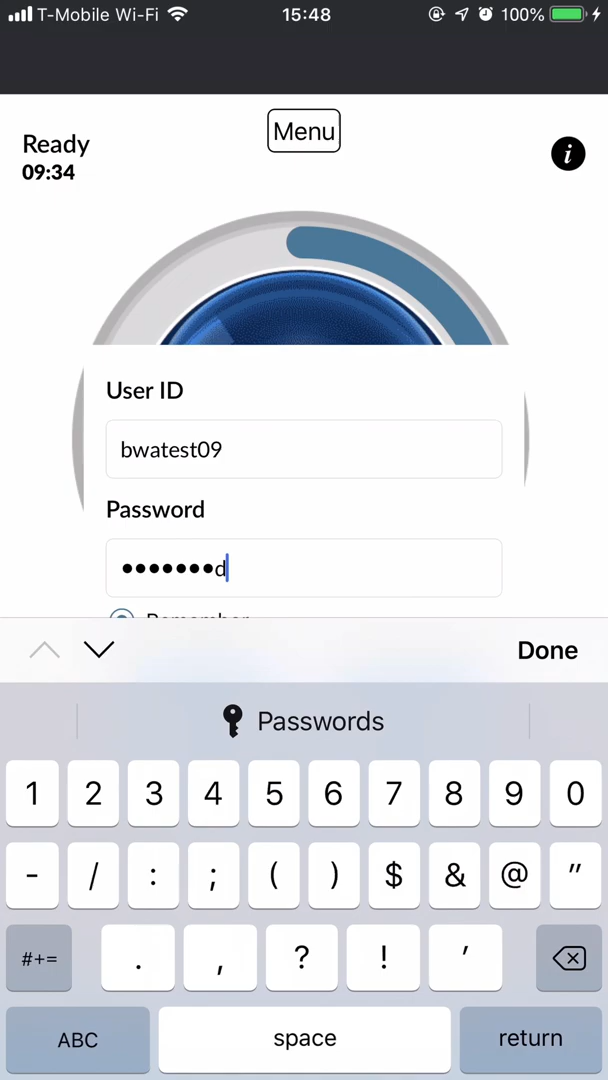 T-Mobile Wi-Fi 15:48 100%
Menu
Ready
09:34
i
User ID
bwatest09
Password
•••••••d
Remember
Done
Passwords
1 2 3 4 5 6 7 8 9 0
- / : ; ( ) $ & @ "
#+= . , ? ! '
ABC space return